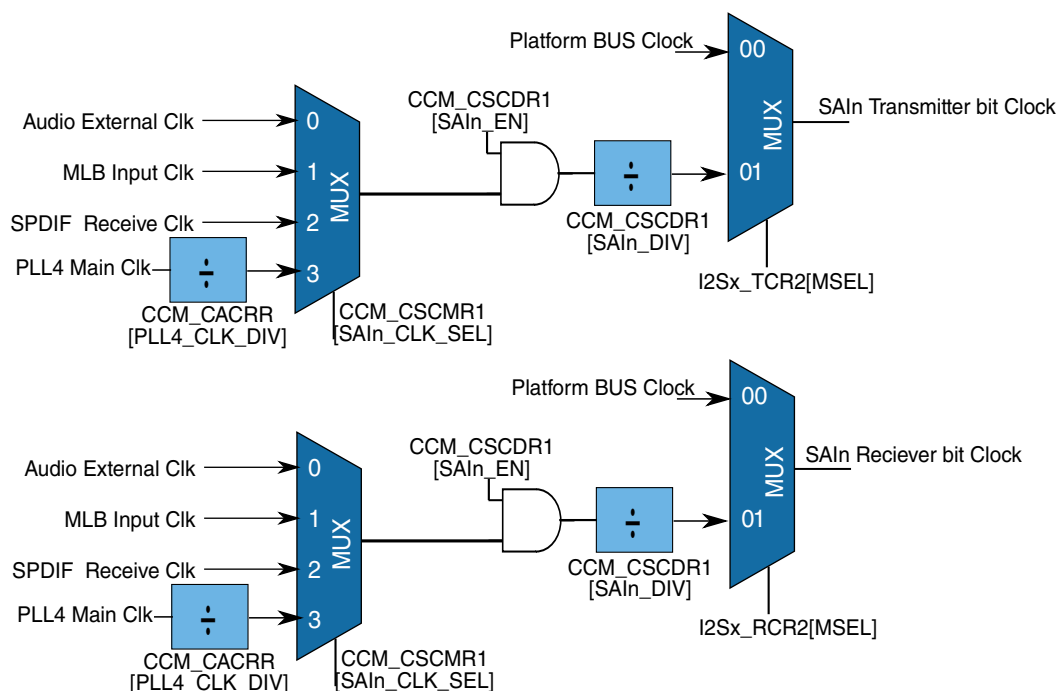 Platform BUS Clock
00
CCM_CSCDR1
[SAIn_EN]
Audio External Clk
0
MUX
SAIn Transmitter bit Clock
MLB Input Clk
1
MUX
01
SPDIF Receive Clk
2
CCM_CSCDR1
[SAIn_DIV]
PLL4 Main Clk
3
I2Sx_TCR2[MSEL]
CCM_CACRR
[PLL4_CLK_DIV]
CCM_CSCMR1
[SAIn_CLK_SEL]
Platform BUS Clock
00
CCM_CSCDR1
[SAIn_EN]
Audio External Clk
0
MUX
SAIn Reciever bit Clock
MLB Input Clk
1
MUX
01
SPDIF Receive Clk
2
CCM_CSCDR1
[SAIn_DIV]
PLL4 Main Clk
3
I2Sx_RCR2[MSEL]
CCM_CACRR
[PLL4_CLK_DIV]
CCM_CSCMR1
[SAIn_CLK_SEL]